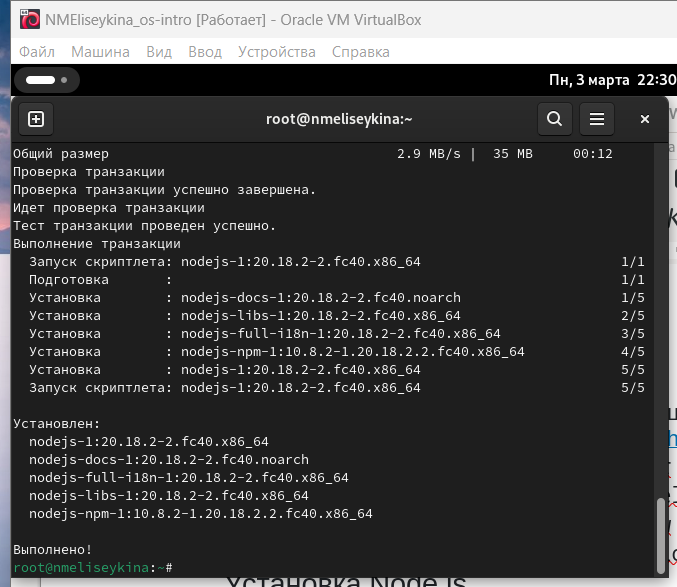 NMEliseykina_os-intro [Работает] - Oracle VM VirtualBox
Файл Машина Вид Ввод Устройства Справка
Пн, 3 марта 22:30
root@nmeliseykina:~
Общий размер 2.9 MB/s | 35 MB 00:12
Проверка транзакции
Проверка транзакции успешно завершена.
Идет проверка транзакции
Тест транзакции проведен успешно.
Выполнение транзакции
Запуск скриптлета: nodejs-1:20.18.2-2.fc40.x86_64 1/1
Подготовка : 1/1
Установка : nodejs-docs-1:20.18.2-2.fc40.noarch 1/5
Установка : nodejs-libs-1:20.18.2-2.fc40.x86_64 2/5
Установка : nodejs-full-i18n-1:20.18.2-2.fc40.x86_64 3/5
Установка : nodejs-npm-1:10.8.2-1.20.18.2.2.fc40.x86_64 4/5
Установка : nodejs-1:20.18.2-2.fc40.x86_64 5/5
Запуск скриптлета: nodejs-1:20.18.2-2.fc40.x86_64 5/5
Установлен:
nodejs-1:20.18.2-2.fc40.x86_64
nodejs-docs-1:20.18.2-2.fc40.noarch
nodejs-full-i18n-1:20.18.2-2.fc40.x86_64
nodejs-libs-1:20.18.2-2.fc40.x86_64
nodejs-npm-1:10.8.2-1.20.18.2.2.fc40.x86_64
Выполнено!
root@nmeliseykina:~#
Установка Node.js